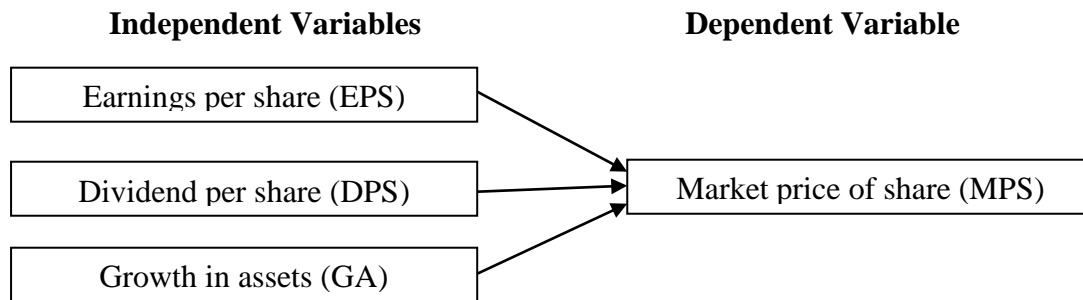 Independent Variables
Dependent Variable
Earnings per share (EPS)
Dividend per share (DPS)
Market price of share (MPS)
Growth in assets (GA)